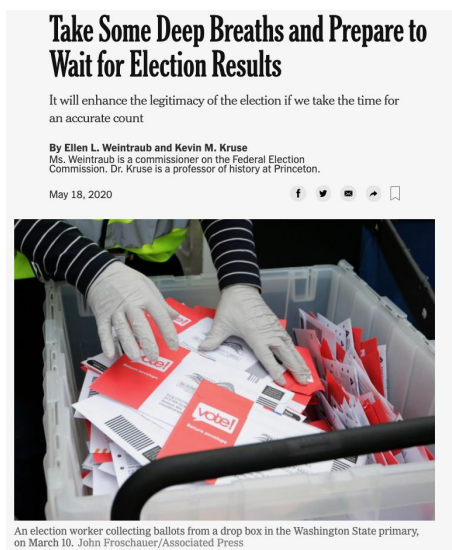 Take Some Deep Breaths and Prepare to
Wait for Election Results
It will enhance the legitimacy of the election if we take the time for
an accurate count
By Ellen L. Weintraub and Kevin M. Kruse
Ms. Weintraub is a commissioner on the Federal Election
Commission. Dr. Kruse is a professor of history at Princeton.
May 18, 2020
vote!
vote!
An election worker collecting ballots from a drop box in the Washington State primary,
on March 10. John Froschauer/Associated Press